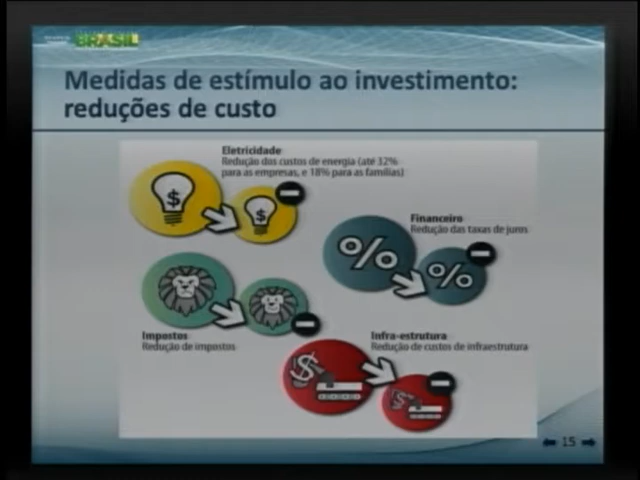 BRASIL
Medidas de estímulo ao investimento:
reduções de custo
Eletricidade
Redução dos custos de energia (até 32%
para as empresas, e 18% para as famílias)
$
$
Financeiro
Redução das taxas de juros
%
%
Impostos
Redução de impostos
Infra-estrutura
Redução de custos de infraestrutura
$
15